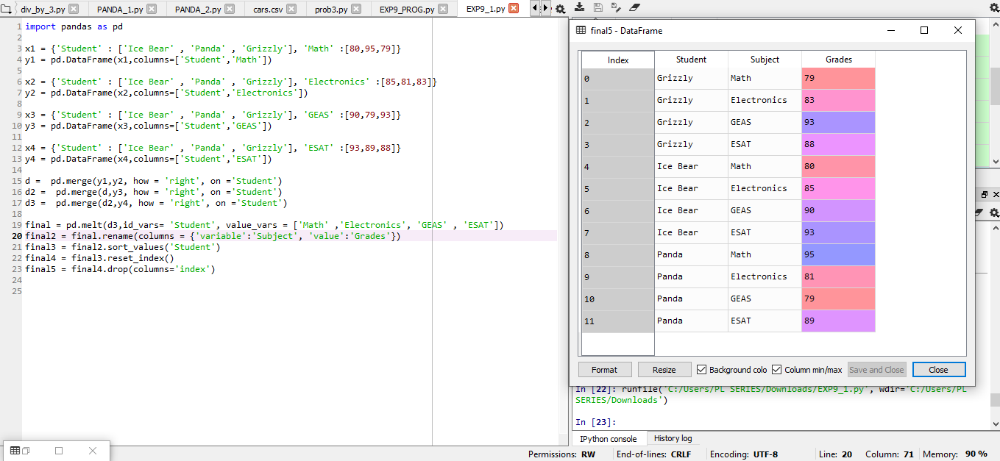 div_by_3.py PANDA_1.py PANDA_2.py cars.csv prob3.py EXP9_PROG.py EXP9_1.py
1 import pandas as pd
2
3 x1 = {'Student' : ['Ice Bear' , 'Panda' , 'Grizzly'], 'Math' :[80,95,79]}
4 y1 = pd.DataFrame(x1,columns=['Student','Math'])
5
6 x2 = {'Student' : ['Ice Bear' , 'Panda' , 'Grizzly'], 'Electronics' :[85,81,83]}
7 y2 = pd.DataFrame(x2,columns=['Student','Electronics'])
8
9 x3 = {'Student' : ['Ice Bear' , 'Panda' , 'Grizzly'], 'GEAS' :[90,79,93]}
10 y3 = pd.DataFrame(x3,columns=['Student','GEAS'])
11
12 x4 = {'Student' : ['Ice Bear' , 'Panda' , 'Grizzly'], 'ESAT' :[93,89,88]}
13 y4 = pd.DataFrame(x4,columns=['Student','ESAT'])
14
15 d =  pd.merge(y1,y2, how = 'right', on ='Student')
16 d2 =  pd.merge(d,y3, how = 'right', on ='Student')
17 d3 =  pd.merge(d2,y4, how = 'right', on ='Student')
18
19 final = pd.melt(d3,id_vars= 'Student', value_vars = ['Math' ,'Electronics', 'GEAS' , 'ESAT'])
20 final2 = final.rename(columns = {'variable':'Subject', 'value':'Grades'})
21 final3 = final2.sort_values('Student')
22 final4 = final3.reset_index()
23 final5 = final4.drop(columns='index')
24
25
final5 - DataFrame
Index Student Subject Grades
0 Grizzly Math 79
1 Grizzly Electronics 83
2 Grizzly GEAS 93
3 Grizzly ESAT 88
4 Ice Bear Math 80
5 Ice Bear Electronics 85
6 Ice Bear GEAS 90
7 Ice Bear ESAT 93
8 Panda Math 95
9 Panda Electronics 81
10 Panda GEAS 79
11 Panda ESAT 89
Format Resize Background colo Column min/max Save and Close Close
In [22]: runfile('C:/Users/PL SERIES/Downloads/EXP9_1.py', wdir='C:/Users/PL
SERIES/Downloads')
In [23]:
IPython console History log
Permissions: RW End-of-lines: CRLF Encoding: UTF-8 Line: 20 Column: 71 Memory: 90 %